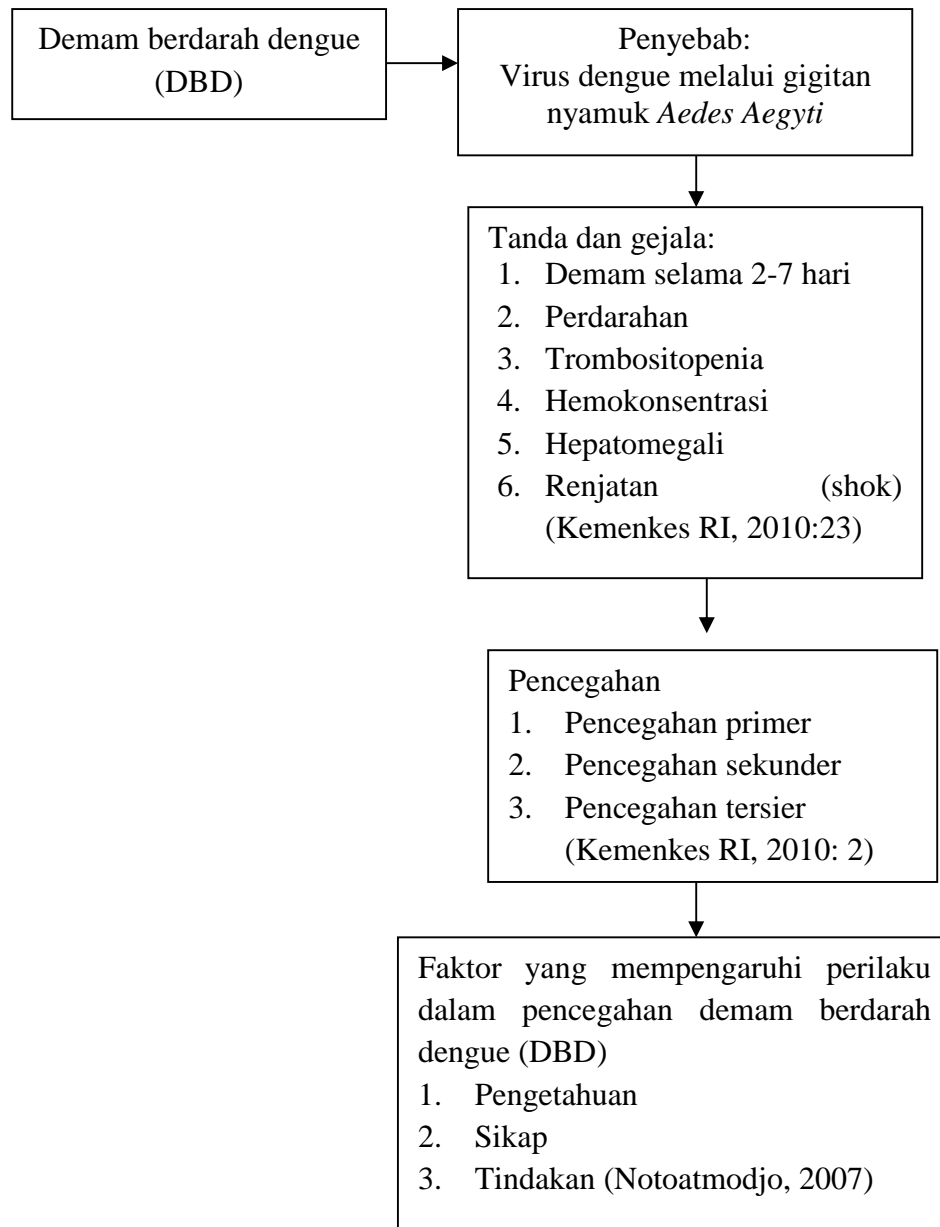 Demam berdarah dengue
(DBD)
Penyebab:
Virus dengue melalui gigitan
nyamuk Aedes Aegyti
Tanda dan gejala:
1. Demam selama 2-7 hari
2. Perdarahan
3. Trombositopenia
4. Hemokonsentrasi
5. Hepatomegali
6. Renjatan (shok)
(Kemenkes RI, 2010:23)
Pencegahan
1. Pencegahan primer
2. Pencegahan sekunder
3. Pencegahan tersier
(Kemenkes RI, 2010: 2)
Faktor yang mempengaruhi perilaku
dalam pencegahan demam berdarah
dengue (DBD)
1. Pengetahuan
2. Sikap
3. Tindakan (Notoatmodjo, 2007)